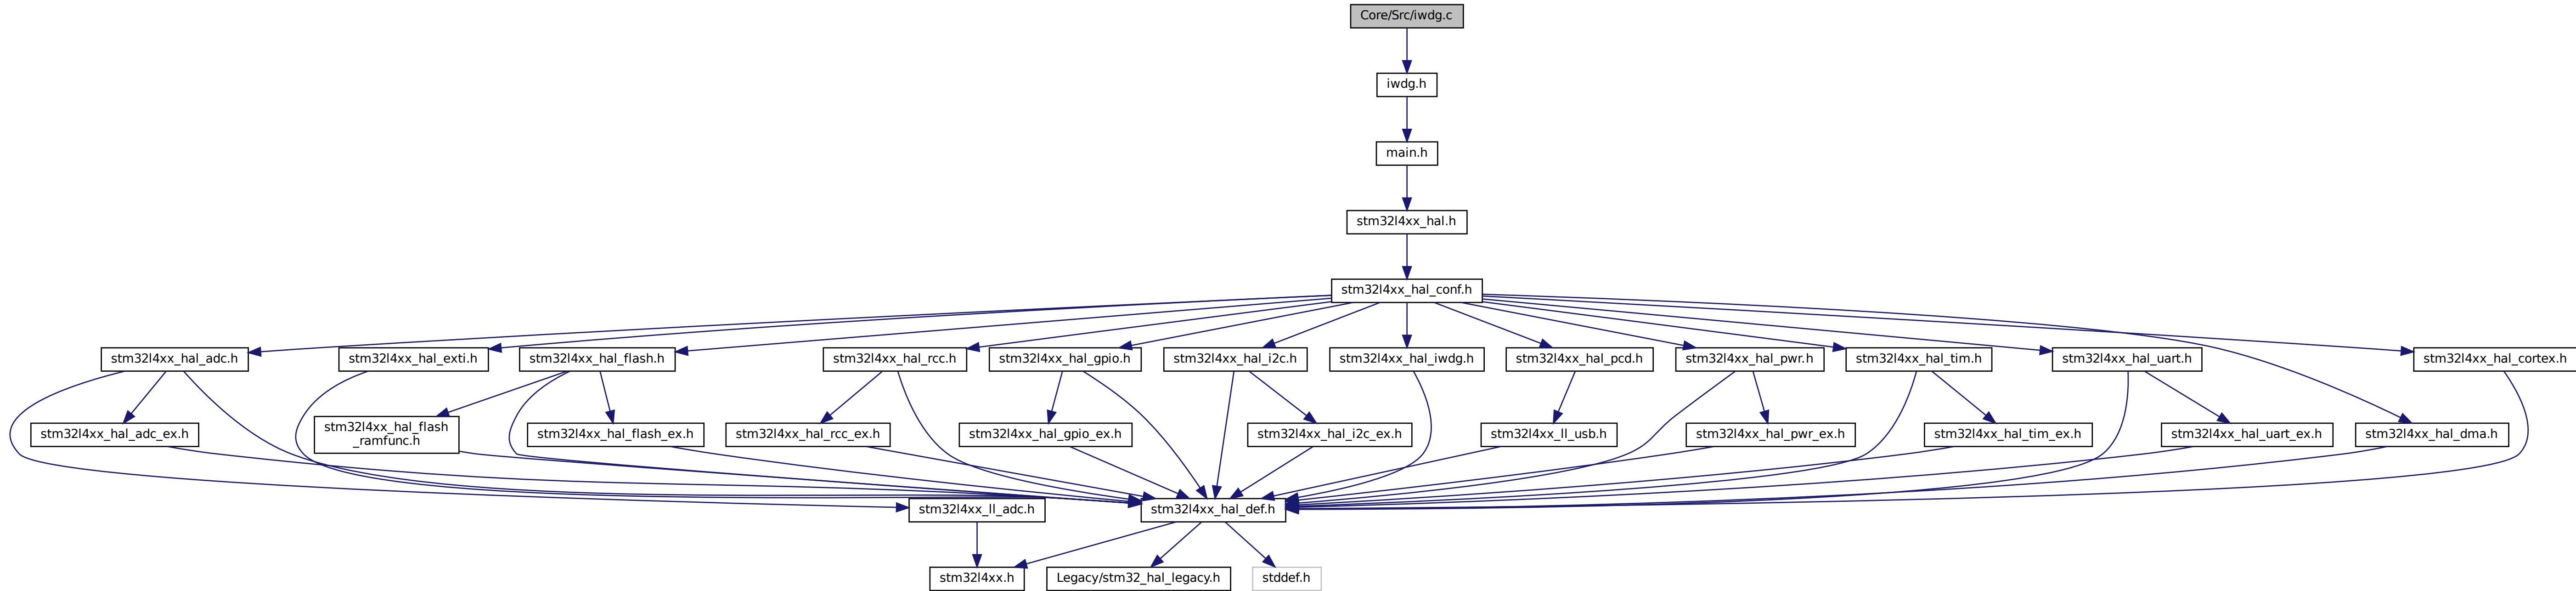 Core/Src/iwdg.c
iwdg.h
main.h
stm32l4xx_hal.h
stm32l4xx_hal_conf.h
stm32l4xx_hal_adc.h
stm32l4xx_hal_exti.h
stm32l4xx_hal_flash.h
stm32l4xx_hal_rcc.h
stm32l4xx_hal_gpio.h
stm32l4xx_hal_i2c.h
stm32l4xx_hal_iwdg.h
stm32l4xx_hal_pcd.h
stm32l4xx_hal_pwr.h
stm32l4xx_hal_tim.h
stm32l4xx_hal_uart.h
stm32l4xx_hal_cortex.h
stm32l4xx_hal_adc_ex.h
stm32l4xx_hal_flash
_ramfunc.h
stm32l4xx_hal_flash_ex.h
stm32l4xx_hal_rcc_ex.h
stm32l4xx_hal_gpio_ex.h
stm32l4xx_hal_i2c_ex.h
stm32l4xx_ll_usb.h
stm32l4xx_hal_pwr_ex.h
stm32l4xx_hal_tim_ex.h
stm32l4xx_hal_uart_ex.h
stm32l4xx_hal_dma.h
stm32l4xx_ll_adc.h
stm32l4xx_hal_def.h
stm32l4xx.h
Legacy/stm32_hal_legacy.h
stddef.h